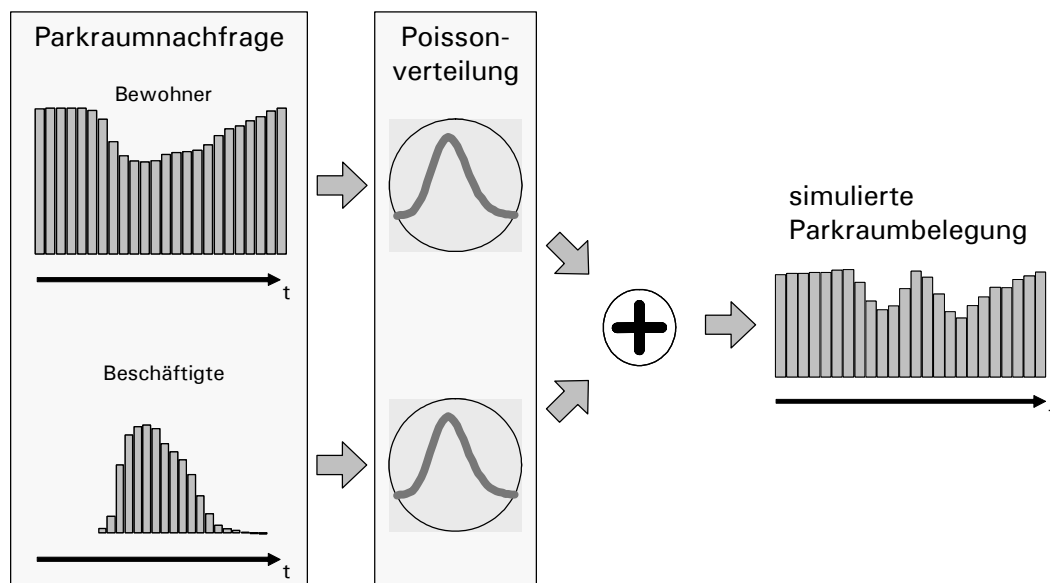 Parkraumnachfrage
Bewohner
t
Beschäftigte
t
Poisson-
verteilung
simulierte
Parkraumbelegung